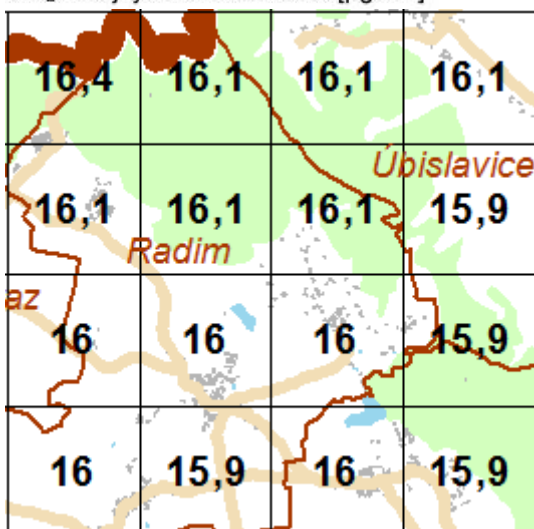 16,4 16,1 16,1 16,1
Úbislavice
16,1 16,1 16,1 15,9
Radim
az
16 16 16 15,9
16 15,9 16 15,9